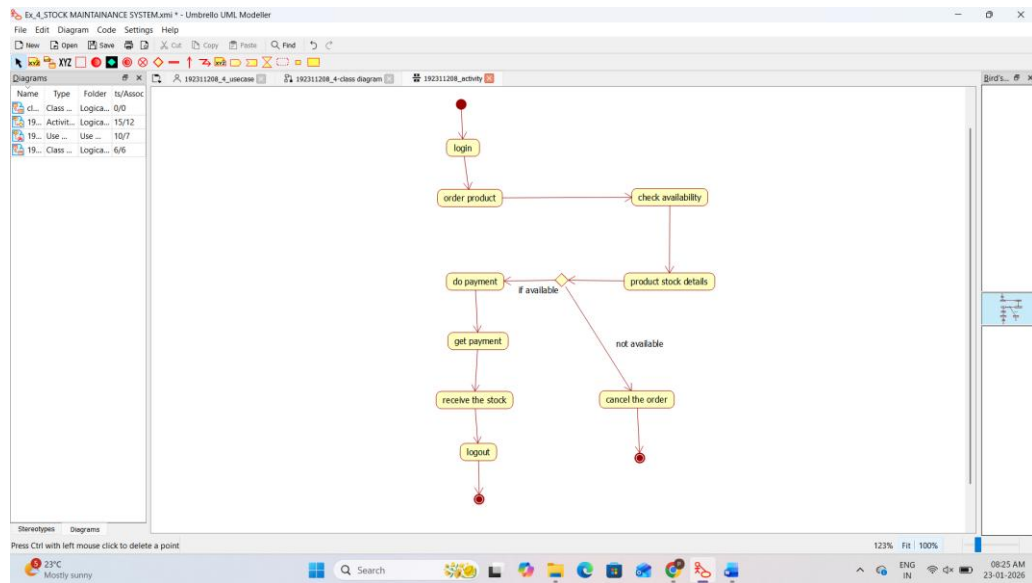 Ex_4_STOCK MAINTAINANCE SYSTEM.xmi * - Umbrello UML Modeller
File Edit Diagram Code Settings Help
New Open Save Cut Copy Paste Find
XYZ
Diagrams
192311208_4_usecase 192311208_4-class diagram 192311208_activity
Bird's...
Name Type Folder ts/Assoc
cl... Class ... Logica... 0/0
19... Activit... Logica... 15/12
19... Use ... Use ... 10/7
19... Class ... Logica... 6/6
login
order product
check availability
do payment
if available
product stock details
get payment
not available
receive the stock
cancel the order
logout
Stereotypes Diagrams
Press Ctrl with left mouse click to delete a point
123% Fit 100%
23°C
Mostly sunny
Search
ENG
IN
08:25 AM
23-01-2026